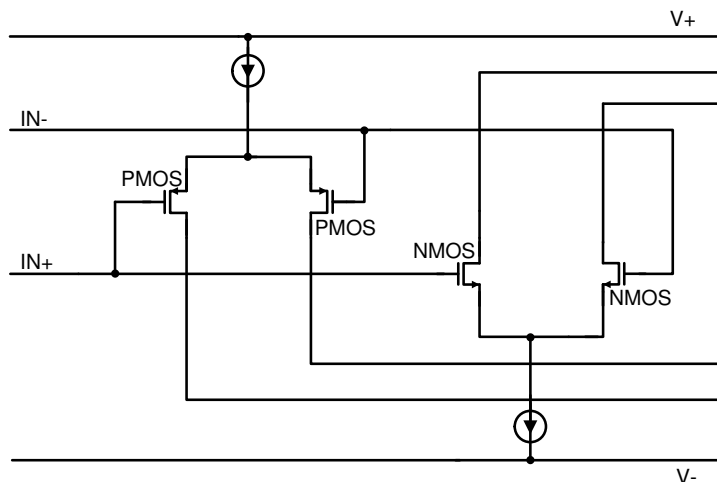 V+
IN-
PMOS
PMOS
NMOS
IN+
NMOS
V-